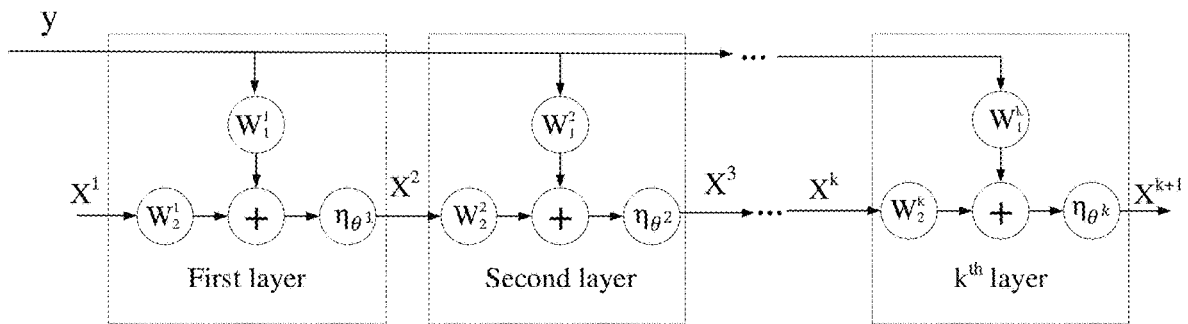 y
... 
W₁¹ W₁² W₁ᵏ
X¹ W₂¹ + η_θ¹ X² W₂² + η_θ² X³ ... Xᵏ W₂ᵏ + η_θᵏ Xᵏ⁺¹
First layer Second layer kᵗʰ layer